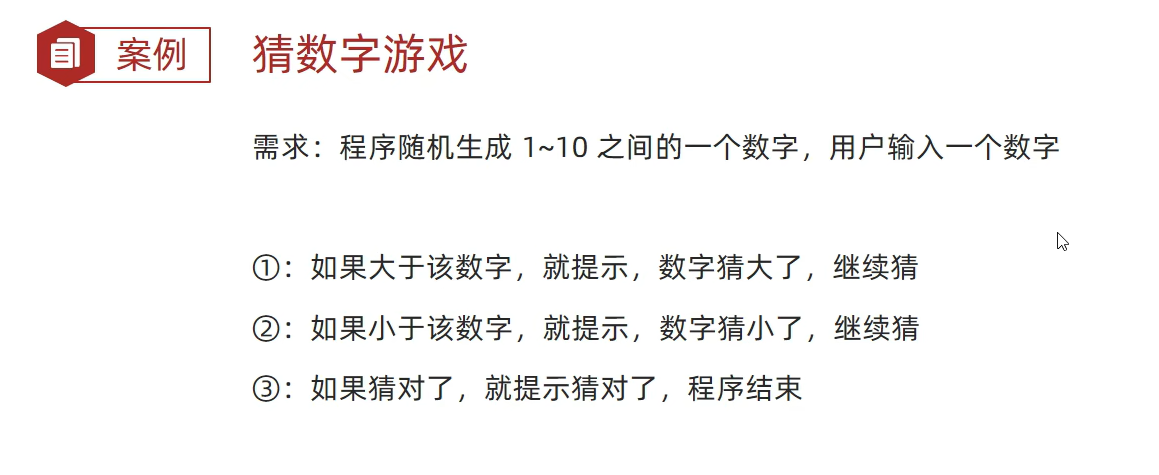 案例
猜数字游戏
需求：程序随机生成 1~10 之间的一个数字，用户输入一个数字
①：如果大于该数字，就提示，数字猜大了，继续猜
②：如果小于该数字，就提示，数字猜小了，继续猜
③：如果猜对了，就提示猜对了，程序结束